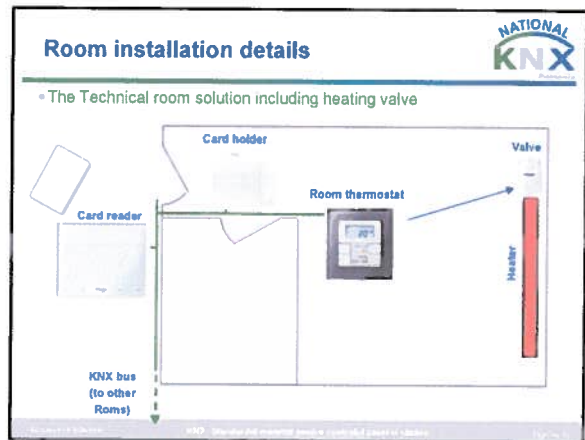 Room installation details
NATIONAL
KNX
• The Technical room solution including heating valve
Card holder
Valve
Room thermostat
Card reader
Heater
KNX bus
(to other
Roms)